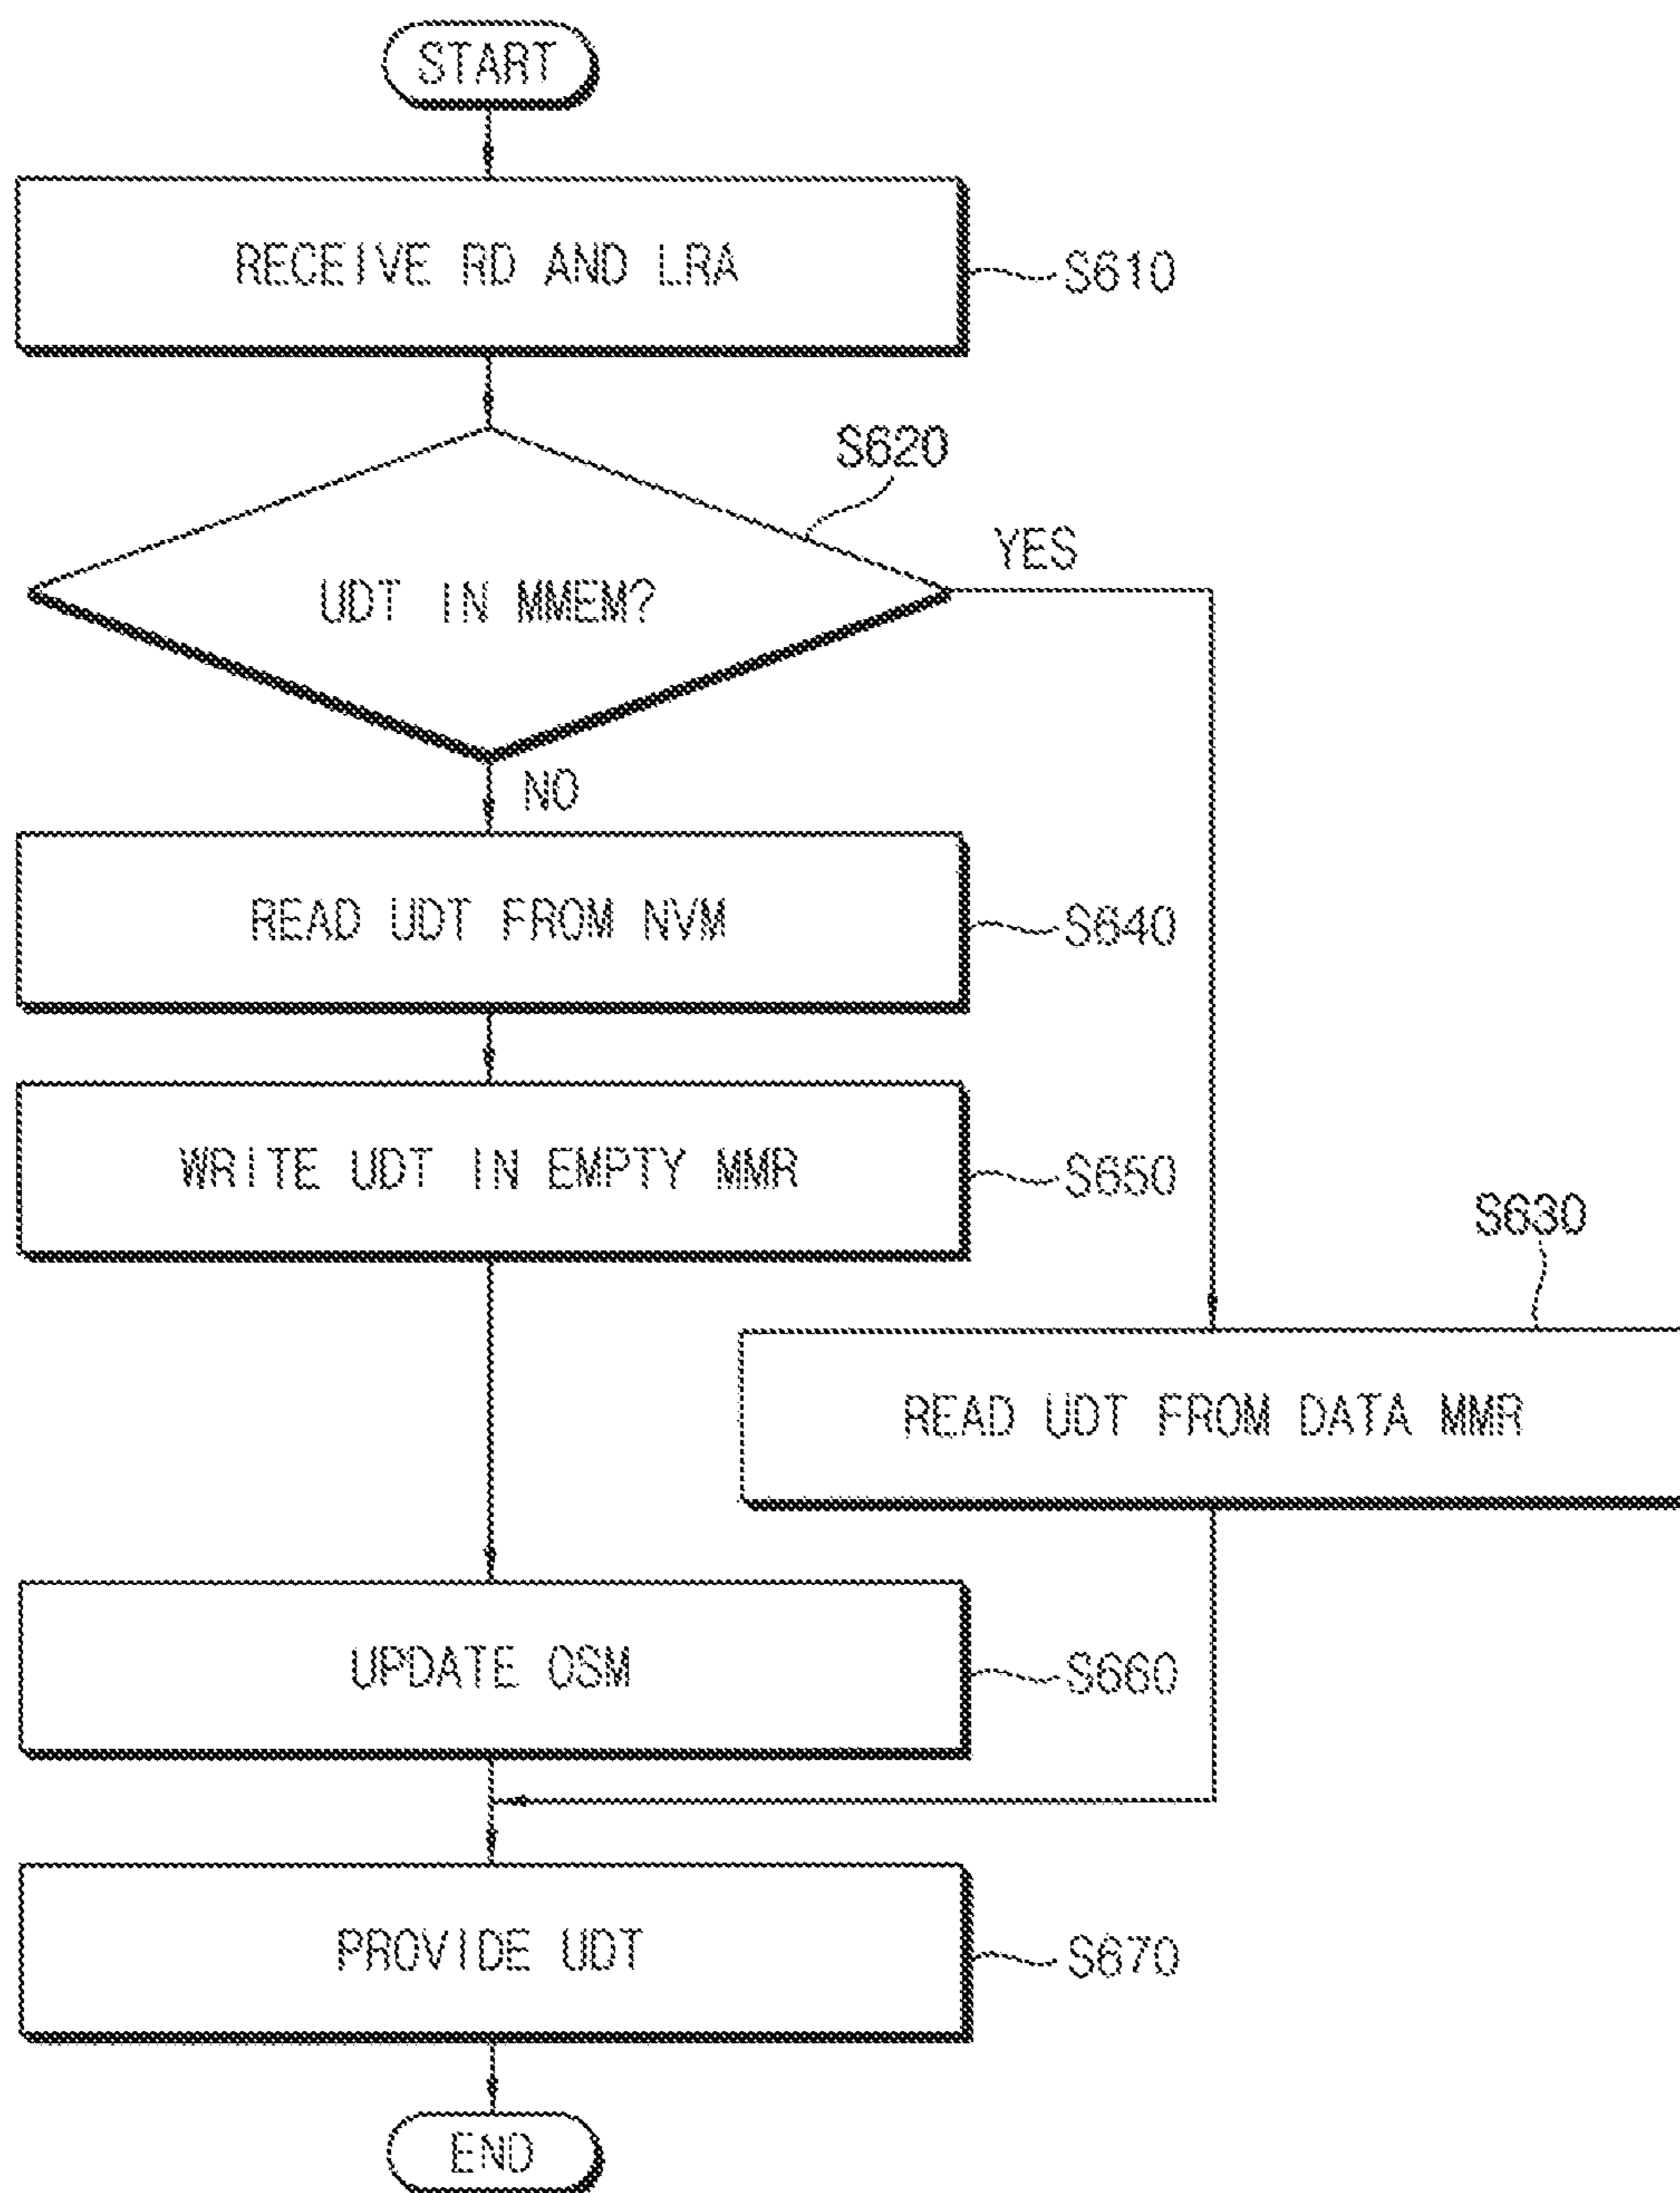 START
RECEIVE RD AND LRA
S610
S620
UDT IN MMEM?
YES
NO
READ UDT FROM NVM
S640
WRITE UDT IN EMPTY MMR
S650
S630
READ UDT FROM DATA MMR
UPDATE OSM
S660
PROVIDE UDT
S670
END